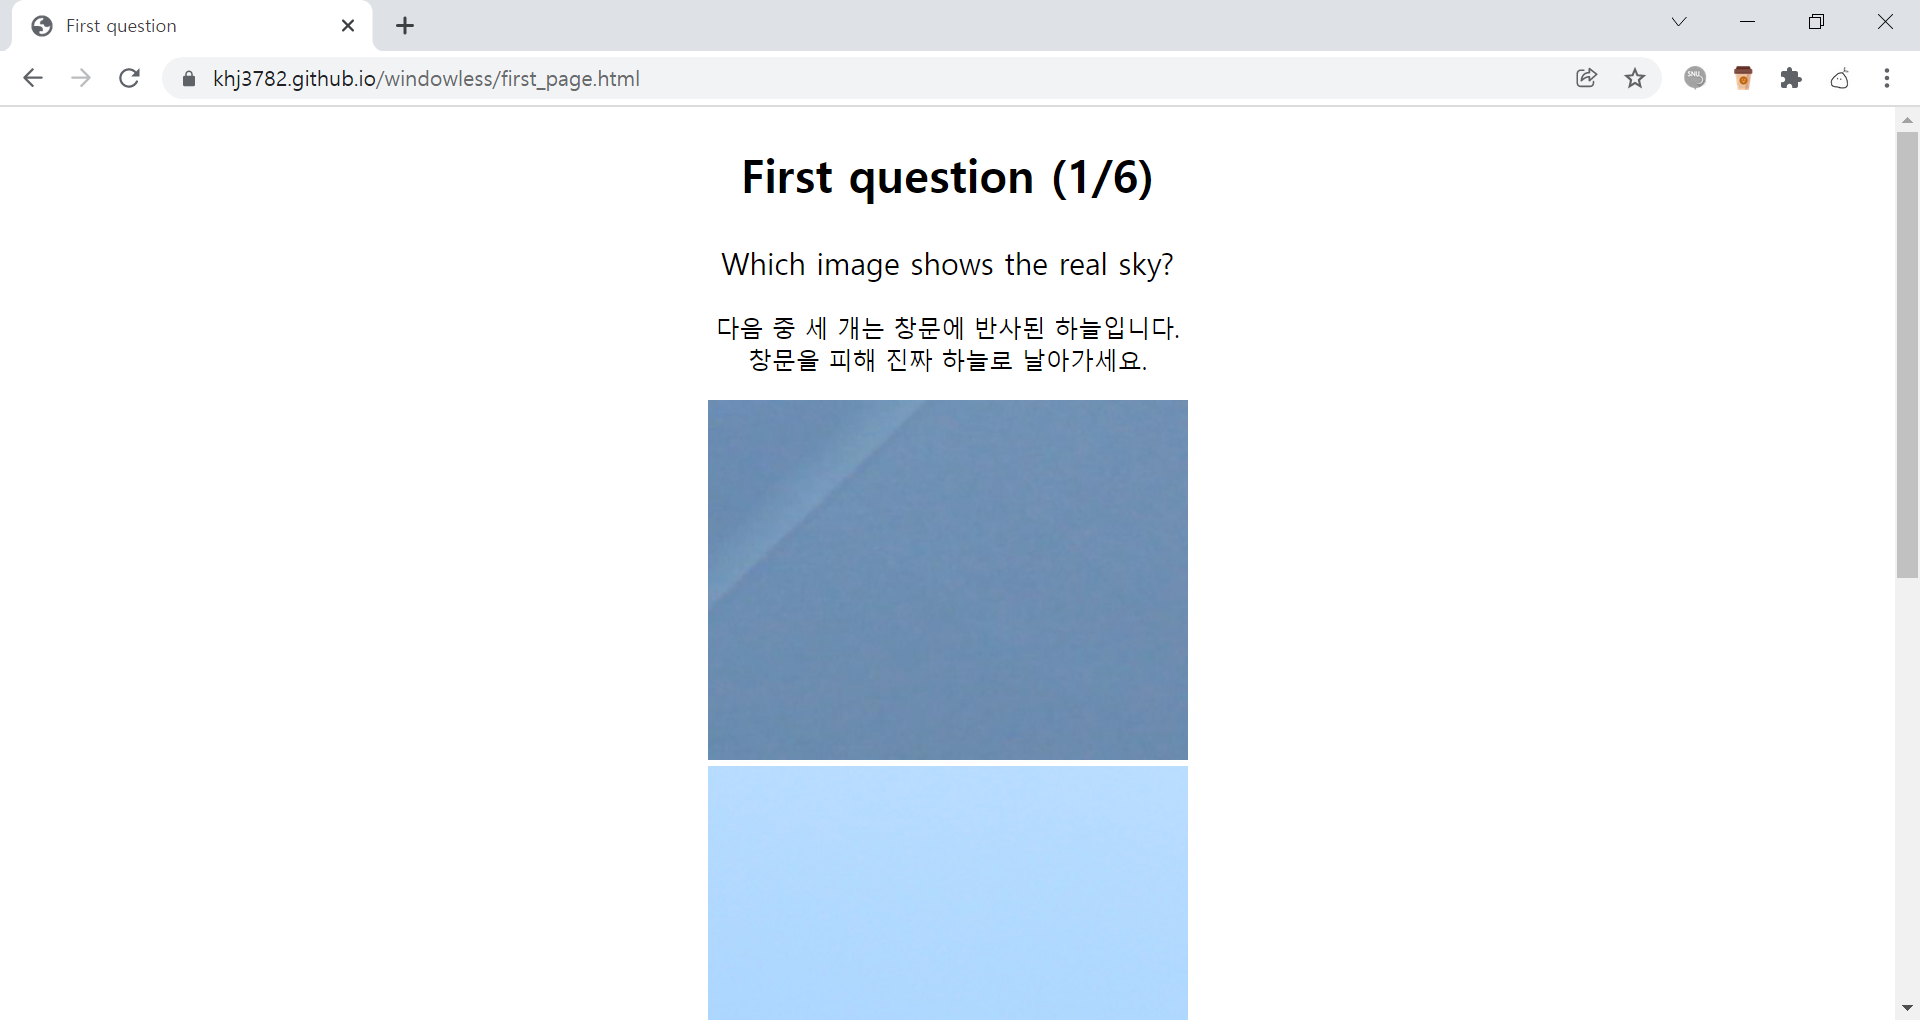 First question
khj3782.github.io/windowless/first_page.html
SNU
First question (1/6)
Which image shows the real sky?
다음 중 세 개는 창문에 반사된 하늘입니다.
창문을 피해 진짜 하늘로 날아가세요.